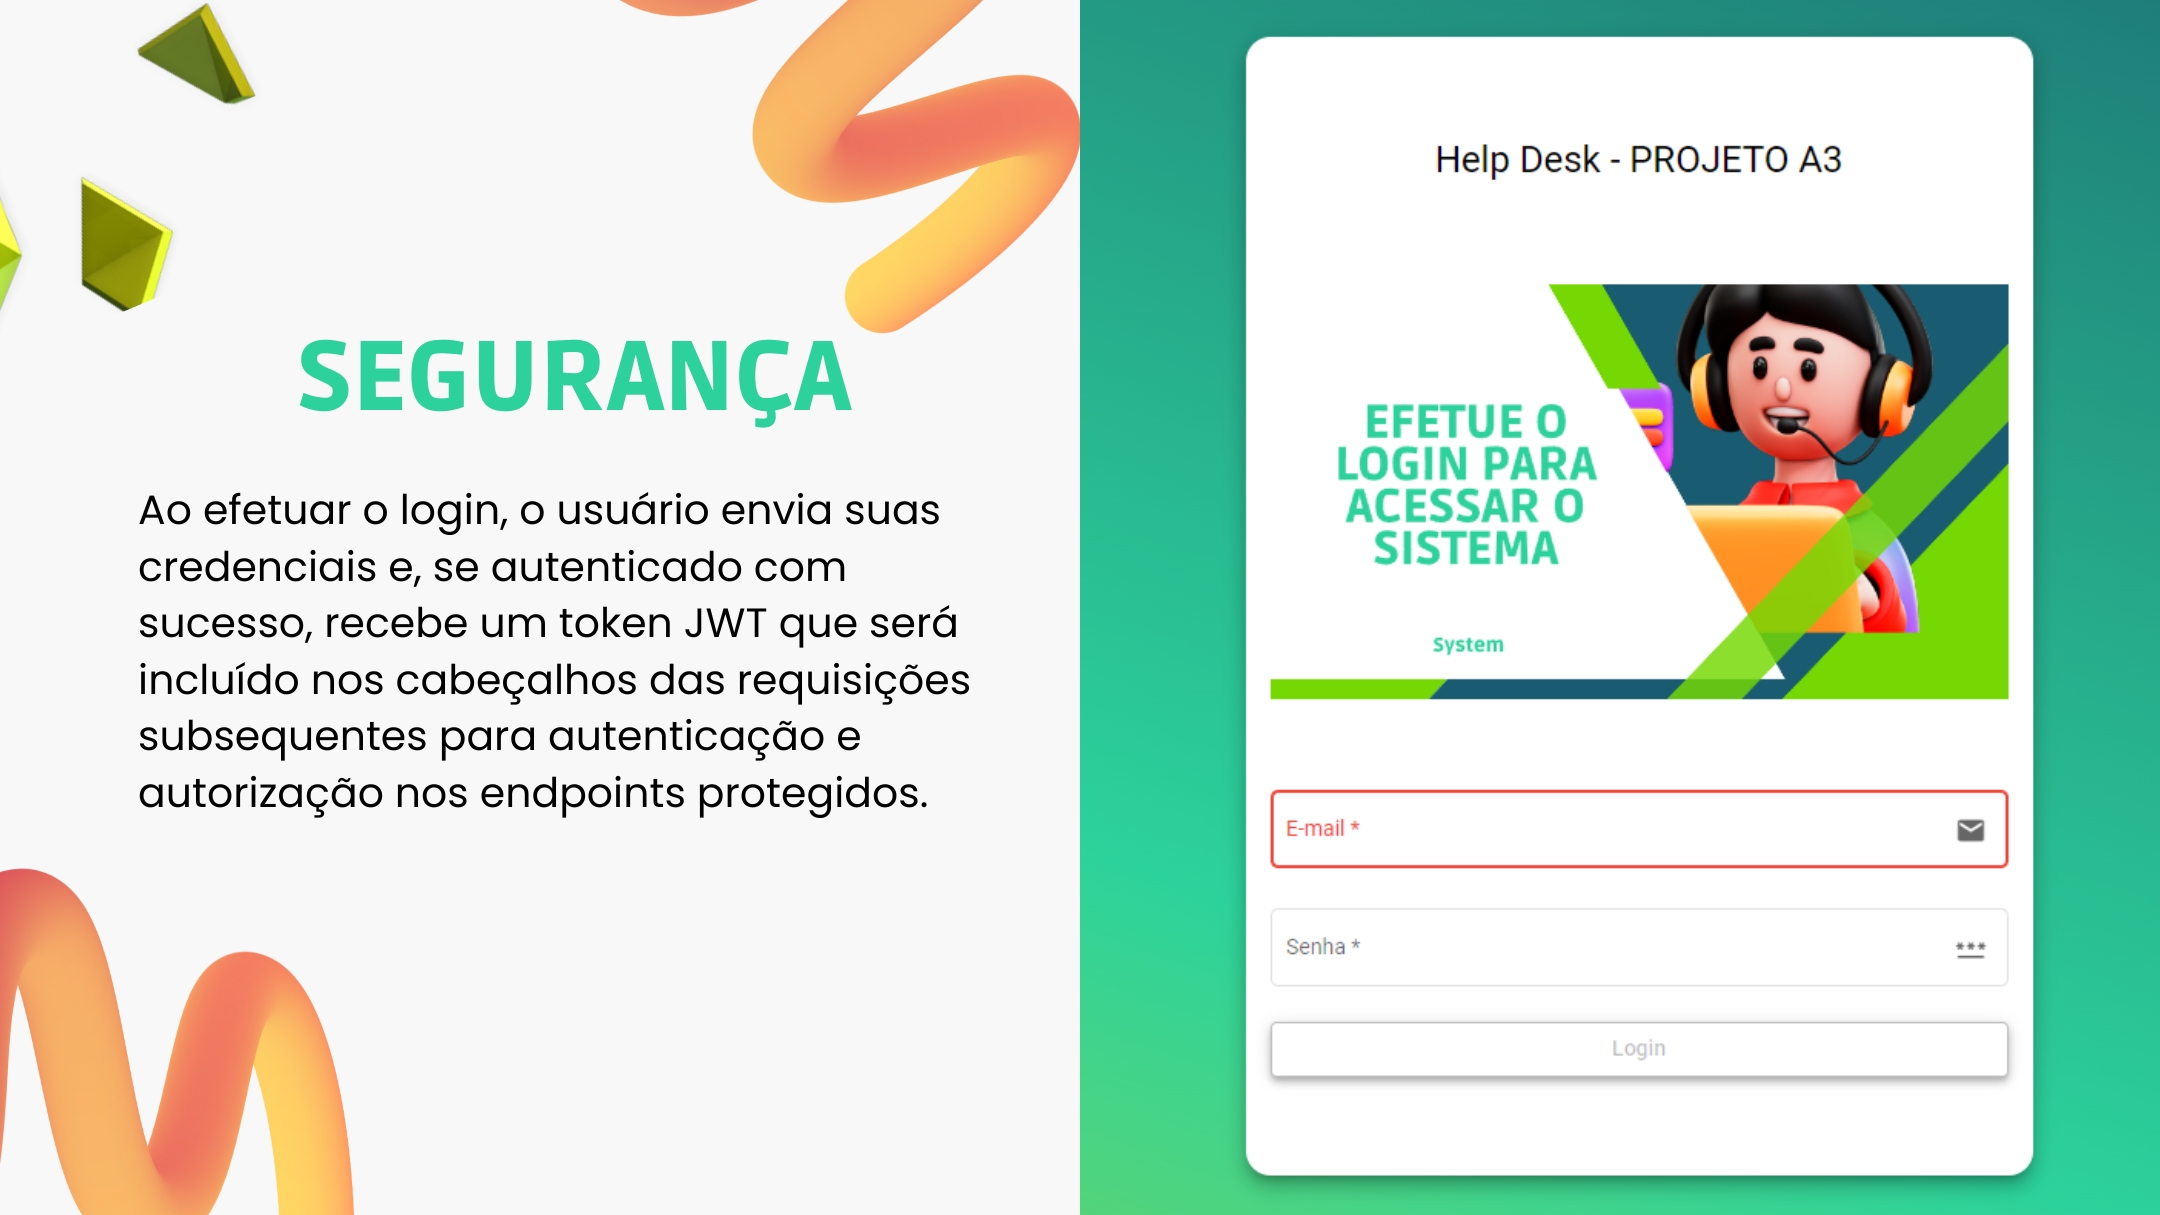 SEGURANÇA
Ao efetuar o login, o usuário envia suas
credenciais e, se autenticado com
sucesso, recebe um token JWT que será
incluído nos cabeçalhos das requisições
subsequentes para autenticação e
autorização nos endpoints protegidos.
Help Desk - PROJETO A3
EFETUE O
LOGIN PARA
ACESSAR O
SISTEMA
System
E-mail *
Senha *
Login